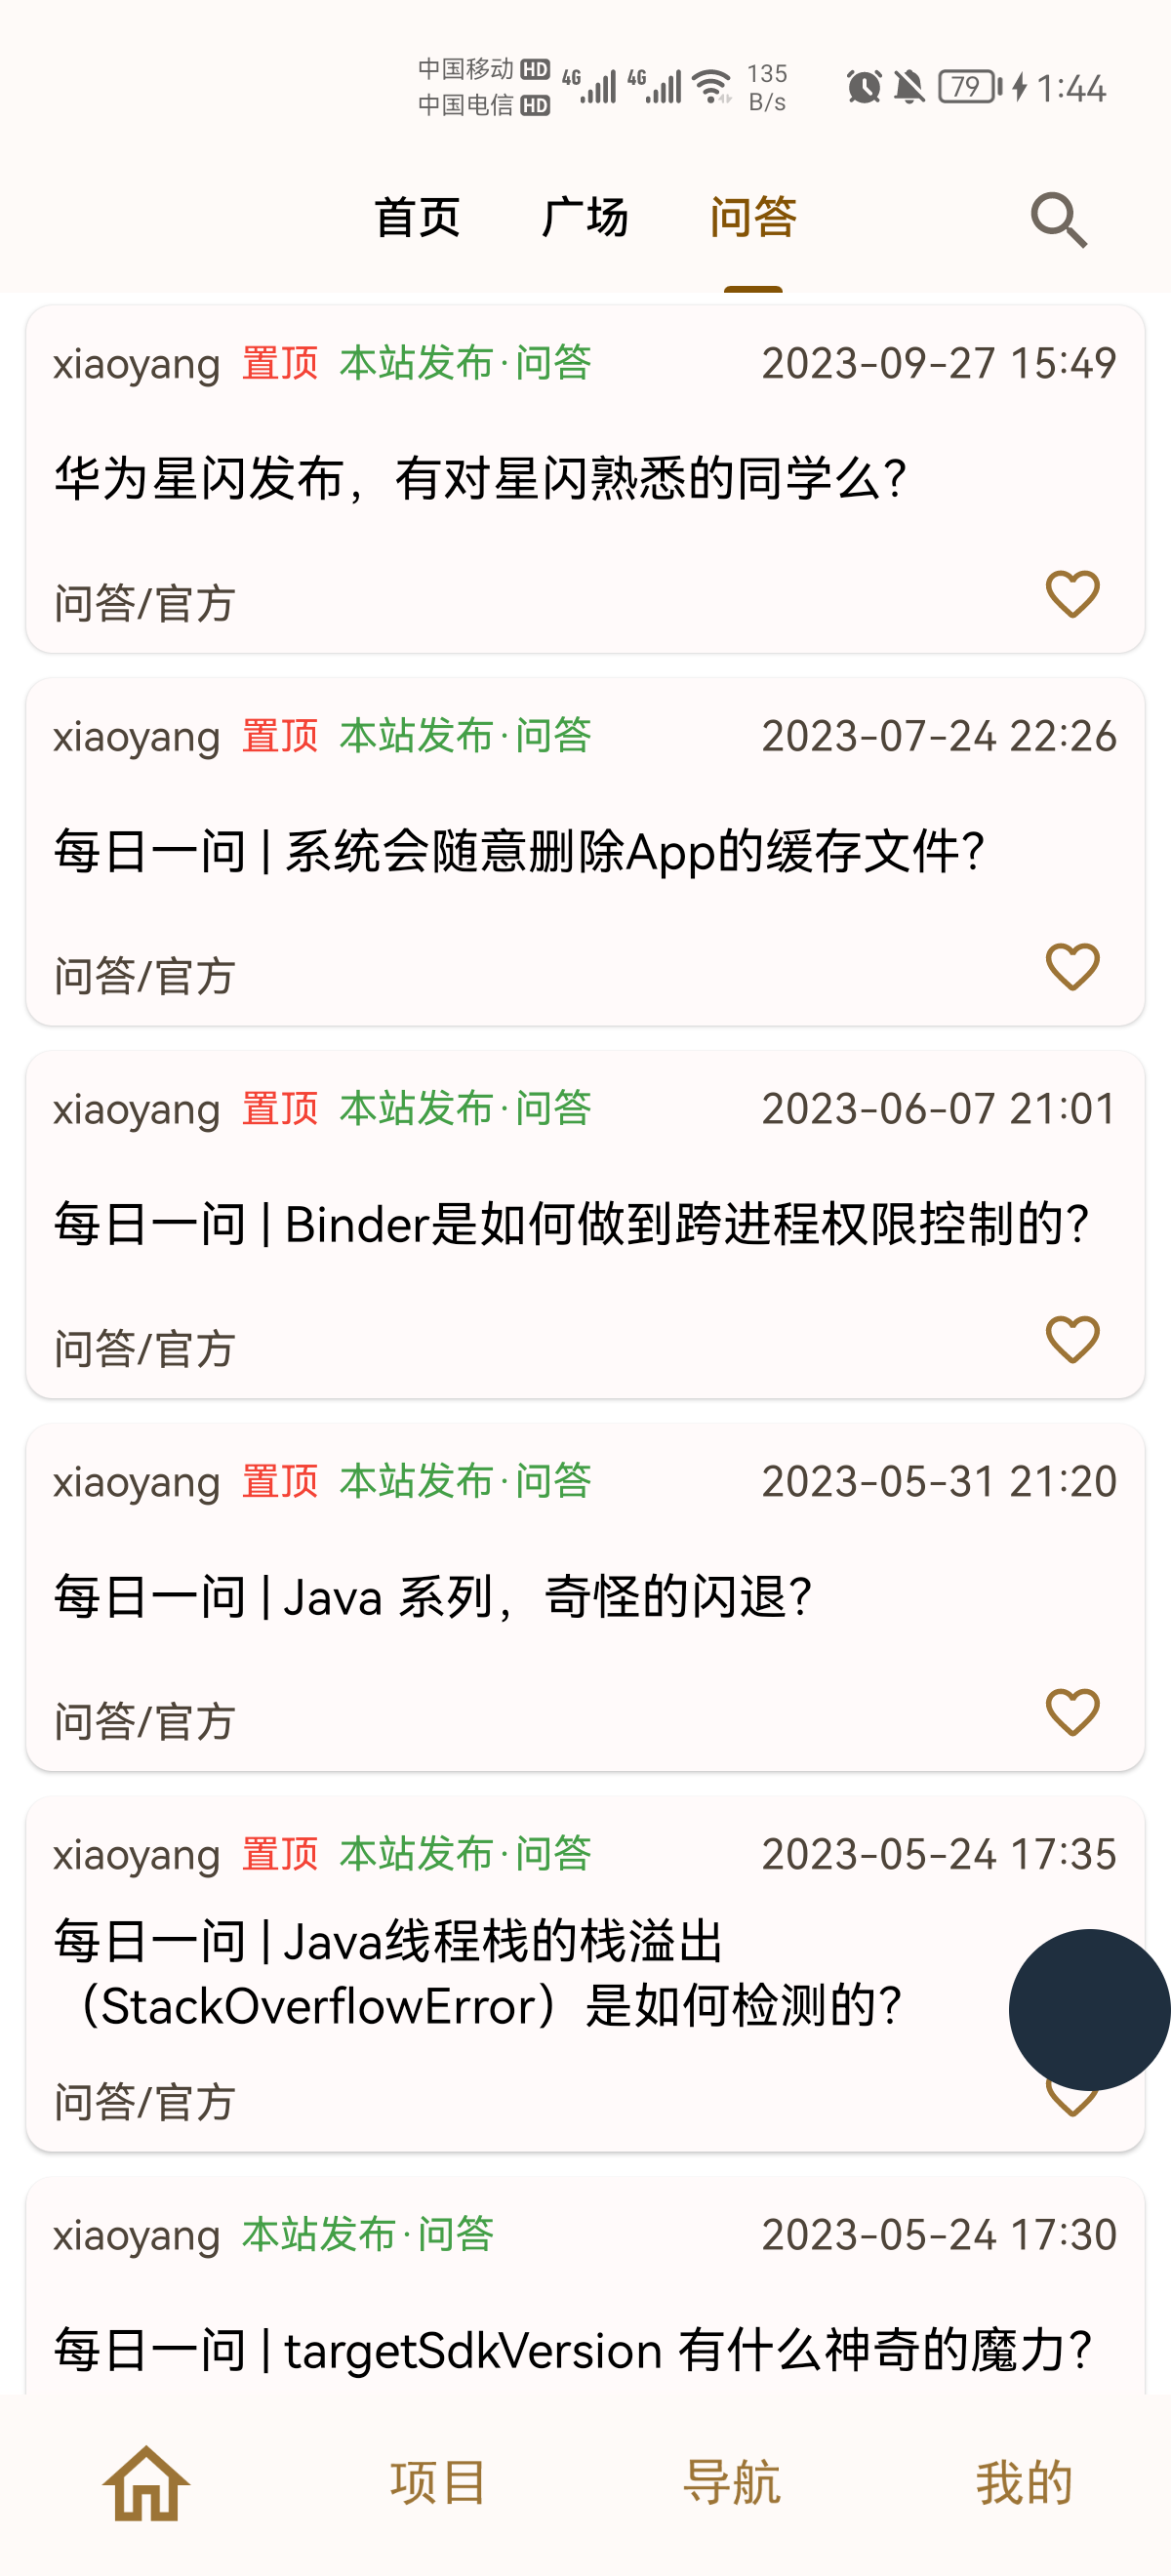 中国移动 HD 4G 4G 135 79 1:44
中国电信 HD B/s
首页 广场 问答
xiaoyang 置顶 本站发布·问答 2023-09-27 15:49
华为星闪发布，有对星闪熟悉的同学么？
问答/官方
xiaoyang 置顶 本站发布·问答 2023-07-24 22:26
每日一问 | 系统会随意删除App的缓存文件？
问答/官方
xiaoyang 置顶 本站发布·问答 2023-06-07 21:01
每日一问 | Binder是如何做到跨进程权限控制的？
问答/官方
xiaoyang 置顶 本站发布·问答 2023-05-31 21:20
每日一问 | Java 系列，奇怪的闪退？
问答/官方
xiaoyang 置顶 本站发布·问答 2023-05-24 17:35
每日一问 | Java线程栈的栈溢出
（StackOverflowError）是如何检测的？
问答/官方
xiaoyang 本站发布·问答 2023-05-24 17:30
每日一问 | targetSdkVersion 有什么神奇的魔力？
项目 导航 我的